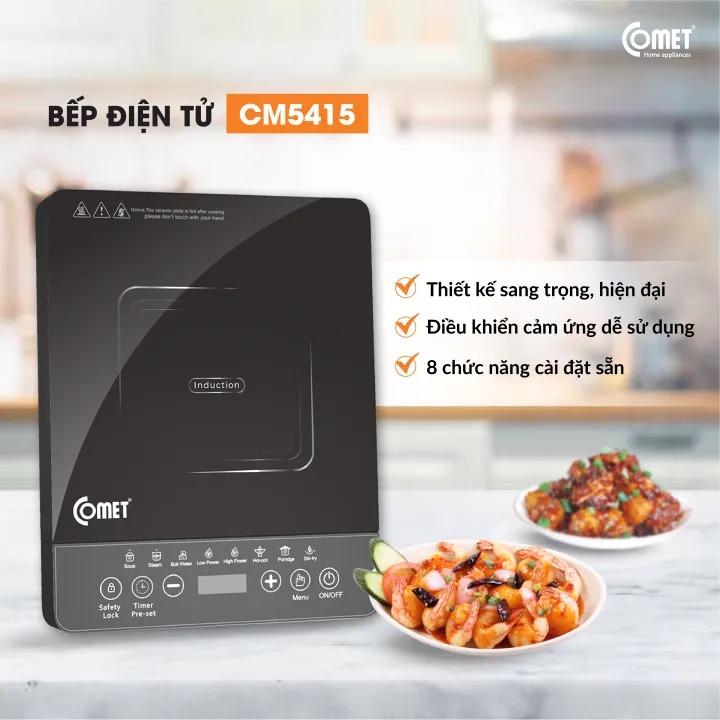 COMET
Home appliances
BẾP ĐIỆN TỬ CM5415
Notice:The ceramic plate is hot after cooking,
please don't touch with your hand.
Thiết kế sang trọng, hiện đại
Điều khiển cảm ứng dễ sử dụng
8 chức năng cài đặt sẵn
Induction
COMET
Soup Steam Boil Water Low Power High Power Hot-pot Porridge Stir-fry
Safety Lock
Timer Pre-set
Menu
ON/OFF